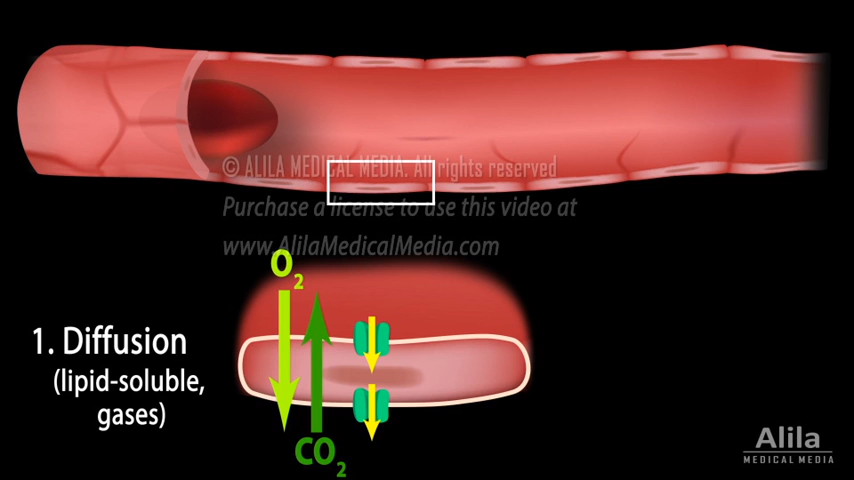 © ALILA MEDICAL MEDIA. All rights reserved
Purchase a license to use this video at
www.AlilaMedicalMedia.com
O2
1. Diffusion
(lipid-soluble,
gases)
CO2
Alila
MEDICAL MEDIA